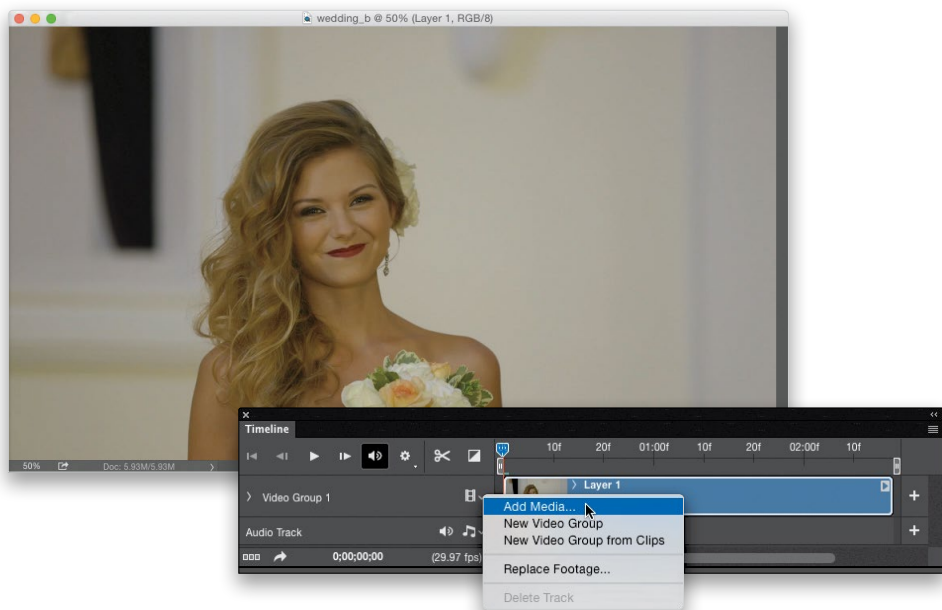 wedding_b @ 50% (Layer 1, RGB/8)
50% Doc: 5.93M/5.93M
Timeline
10f 20f 01:00f 10f 20f 02:00f 10f
Video Group 1
Layer 1
Audio Track
0;00;00;00 (29.97 fps)
Add Media...
New Video Group
New Video Group from Clips
Replace Footage...
Delete Track